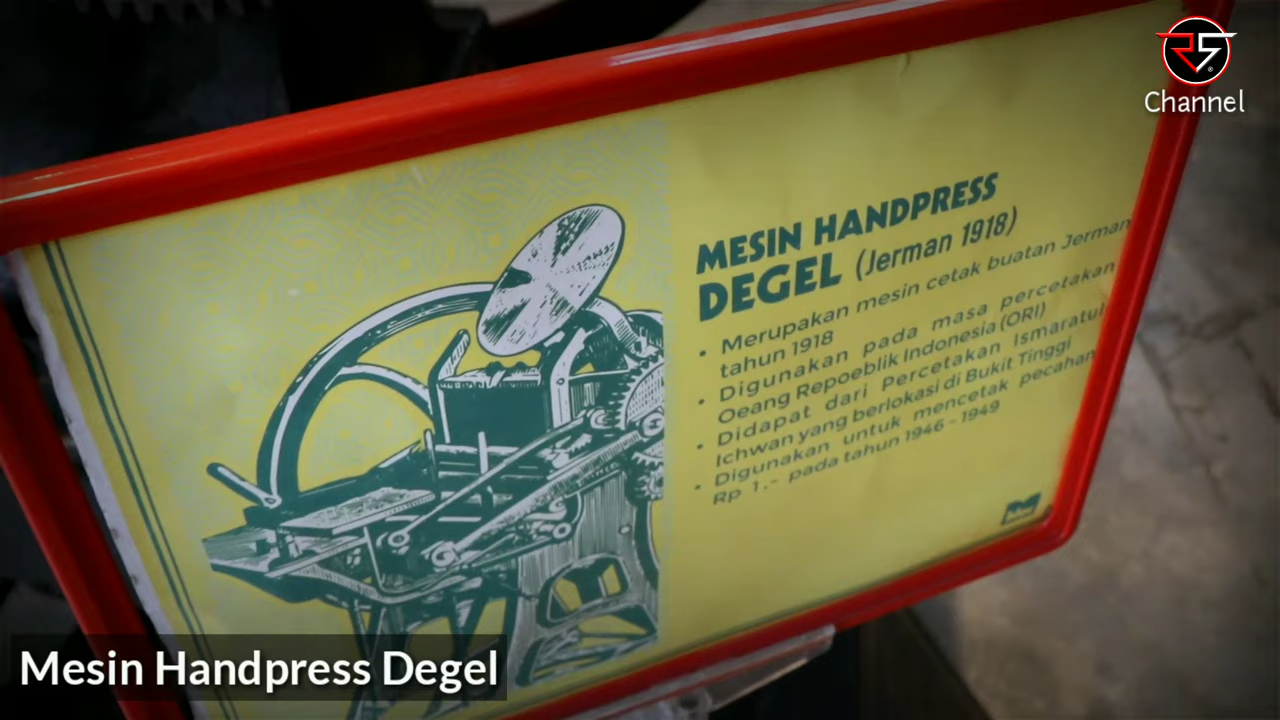 RS
Channel
MESIN HANDPRESS
DEGEL (Jerman 1918)
• Merupakan mesin cetak buatan Jerman
tahun 1918
• Digunakan pada masa percetakan
Oeang Repoeblik Indonesia (ORI)
• Didapat dari Percetakan Ismaratul
Ichwan yang berlokasi di Bukit Tinggi
• Digunakan untuk mencetak pecahan
Rp 1.- pada tahun 1946 - 1949
Mesin Handpress Degel